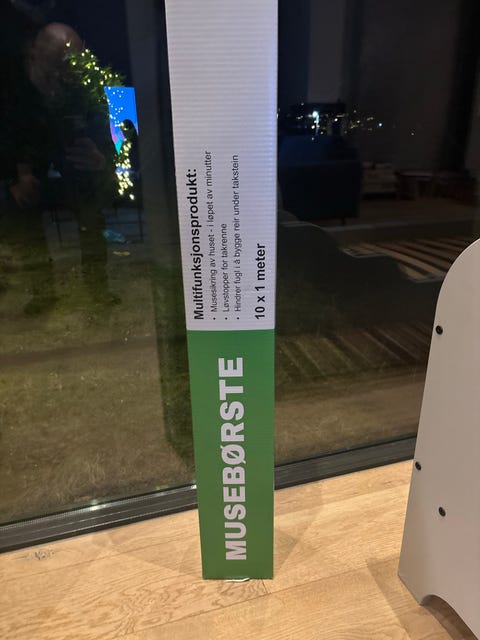 Multifunksjonsprodukt:
• Musesikring av huset - i løpet av minutter
• Løvstopper for takrenne
• Hindrer fugl i å bygge reir under takstein
10 x 1 meter
MUSEBØRSTE